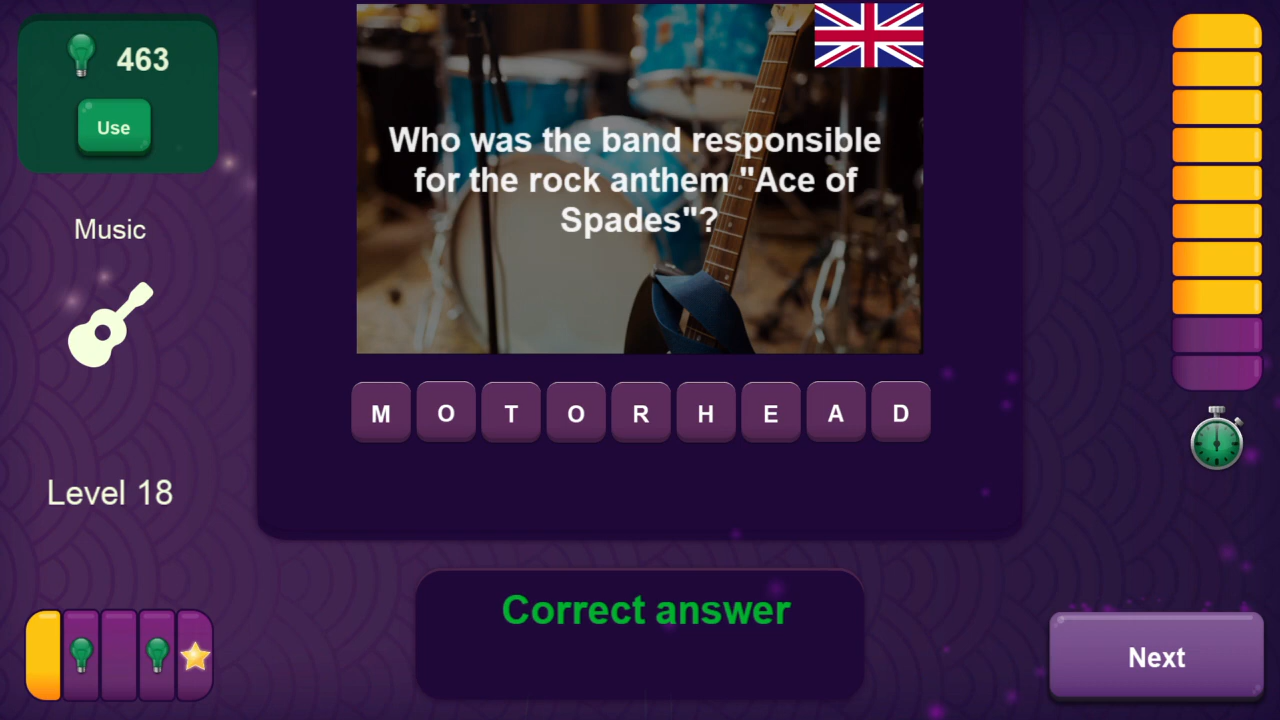 463
Use
Music
Level 18
Who was the band responsible
for the rock anthem "Ace of
Spades"?
MOTORHEAD
Correct answer
Next